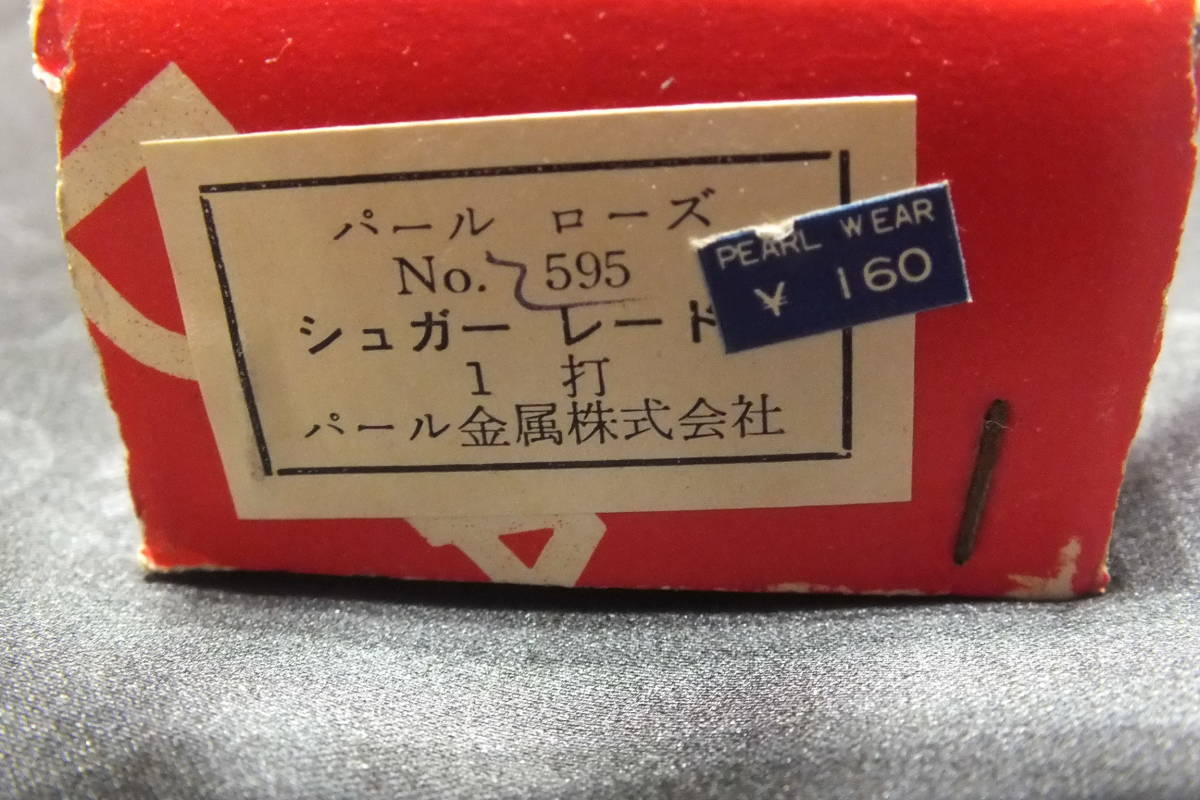 パール ローズ
No. 595
シュガー レード
1 打
パール金属株式会社
PEARL WEAR
¥ 160